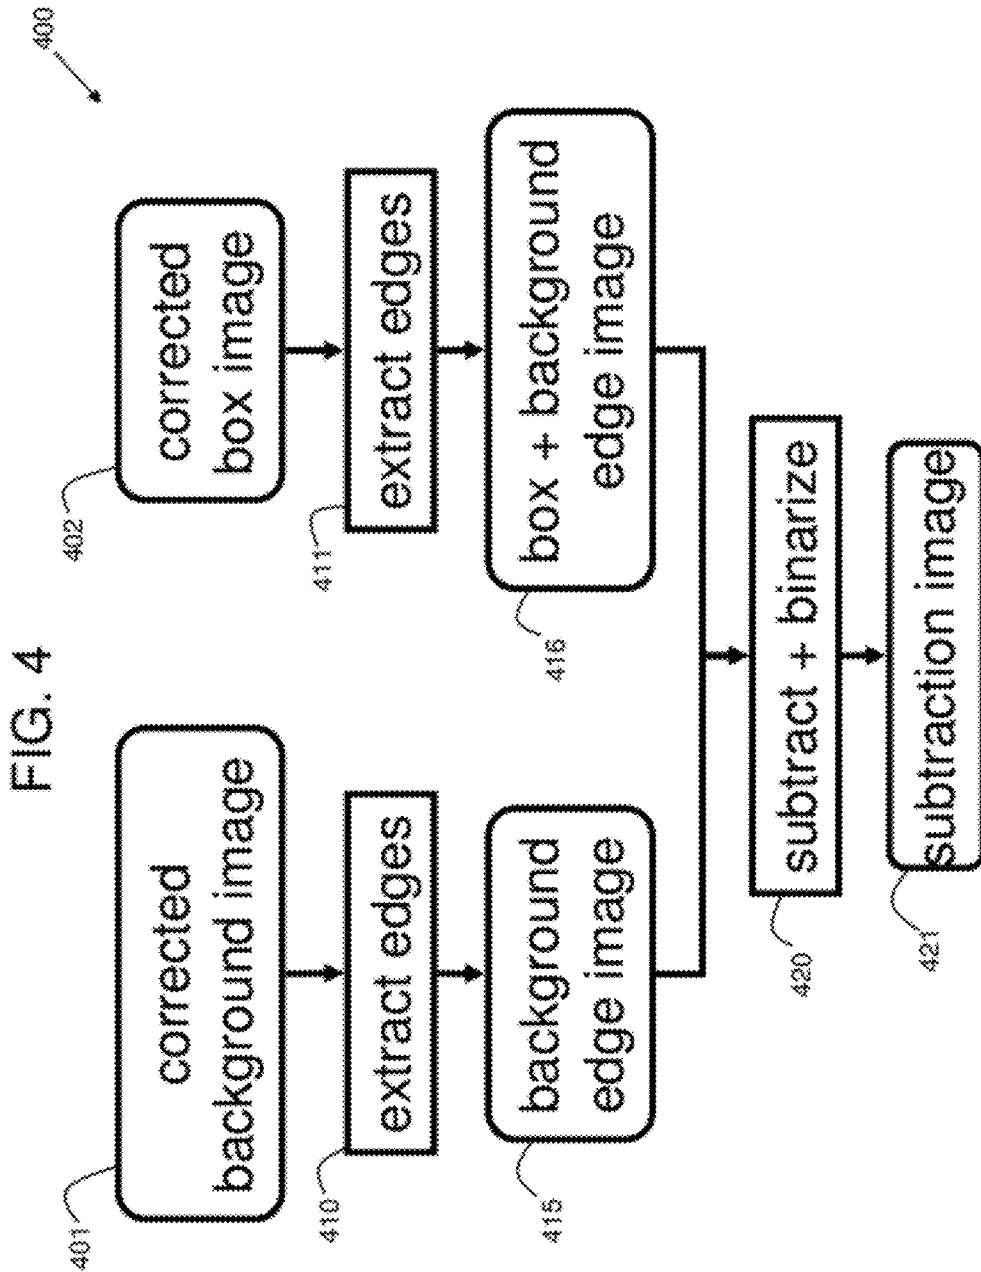 FIG. 4
400
401
corrected
background image
402
corrected
box image
410
extract edges
411
extract edges
415
background
edge image
416
box + background
edge image
420
subtract + binarize
421
subtraction image